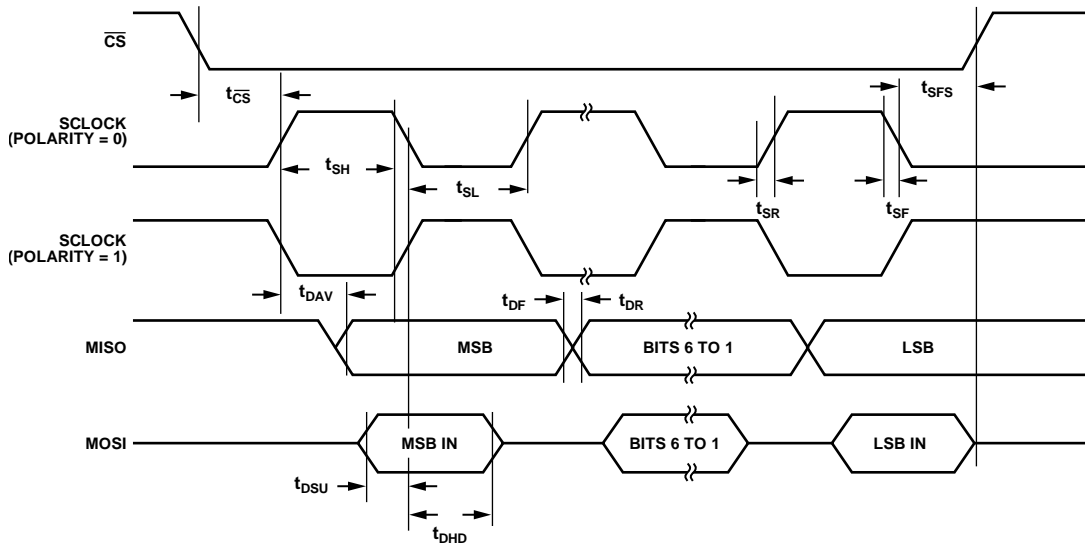 CS
tCS
tSFS
SCLOCK
(POLARITY = 0)
tSH
tSL
tSR
tSF
SCLOCK
(POLARITY = 1)
tDAV
tDF
tDR
MISO
MSB
BITS 6 TO 1
LSB
MOSI
MSB IN
BITS 6 TO 1
LSB IN
tDSU
tDHD